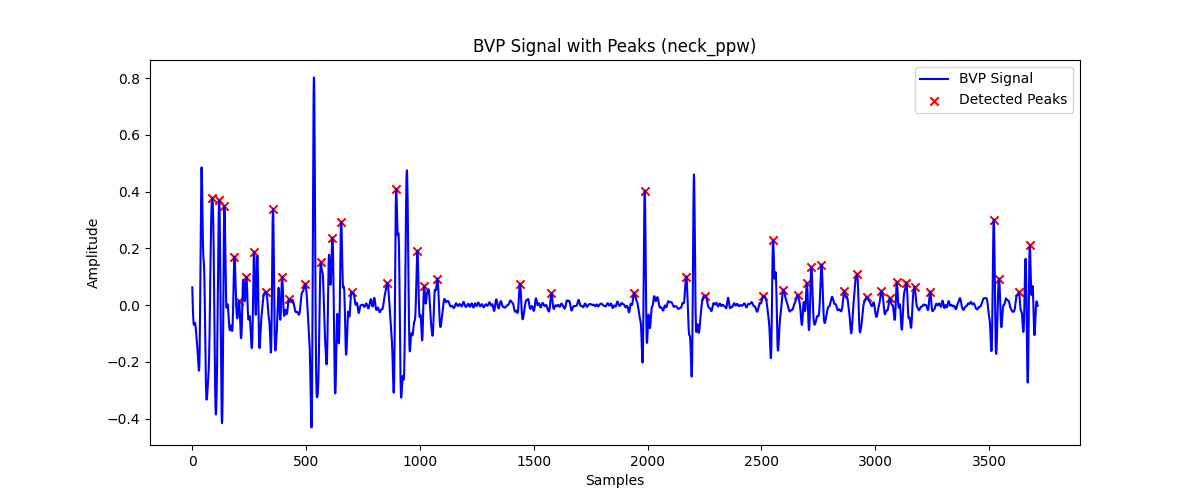 BVP Signal with Peaks (neck_ppw)
BVP Signal
Detected Peaks
Amplitude
0.8
0.6
0.4
0.2
0.0
−0.2
−0.4
0 500 1000 1500 2000 2500 3000 3500
Samples